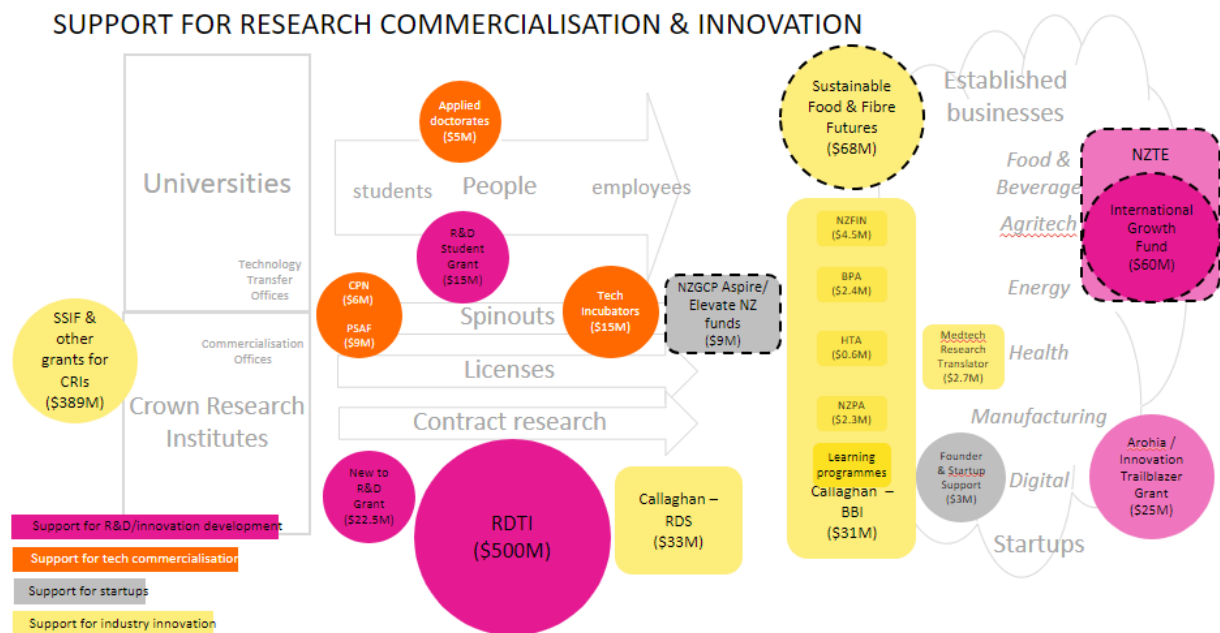 SUPPORT FOR RESEARCH COMMERCIALISATION & INNOVATION
Universities
Technology
Transfer
Offices
Commercialisation
Offices
Crown Research
Institutes
SSIF &
other
grants for
CRIs
($389M)
Applied
doctorates
($5M)
students
People
employees
R&D
Student
Grant
($15M)
CPN
($6M)
PSAF
($9M)
Spinouts
Tech
Incubators
($15M)
NZGCP Aspire/
Elevate NZ
funds
($9M)
Licenses
Contract research
New to
R&D
Grant
($22.5M)
RDTI
($500M)
Callaghan –
RDS
($33M)
Sustainable
Food & Fibre
Futures
($68M)
NZFIN
($4.5M)
BPA
($2.4M)
HTA
($0.6M)
NZPA
($2.3M)
Learning
programmes
Callaghan –
BBI
($31M)
Established
businesses
Food &
Beverage
Agritech
Energy
Health
Manufacturing
Digital
Startups
Medtech
Research
Translator
($2.7M)
Founder
& Startup
Support
($3M)
NZTE
International
Growth
Fund
($60M)
Arohia /
Innovation
Trailblazer
Grant
($25M)
Support for R&D/innovation development
Support for tech commercialisation
Support for startups
Support for industry innovation